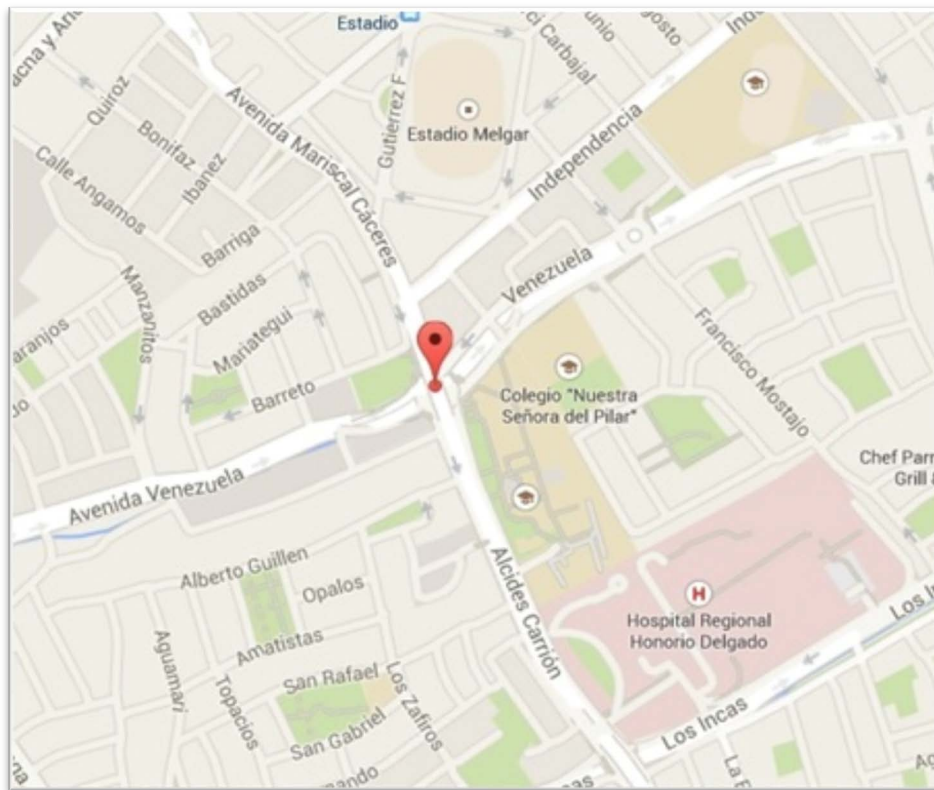 Estadio
Quiroz
Avenida Mariscal Cáceres
Gutierrez F
Carbajal
Bonifaz
Ibanez
Calle Angamos
Estadio Melgar
Independencia
Barriga
Manzanitos
Bastidas
Mariategui
Venezuela
Francisco Mostajo
Barreto
Colegio "Nuestra
Señora del Pilar"
Avenida Venezuela
Alberto Guillen
Opalos
Alcides Carrión
H
Hospital Regional
Honorio Delgado
Amatistas
Aguamari
Topacios
San Rafael
Los Zafiros
San Gabriel
Los Incas